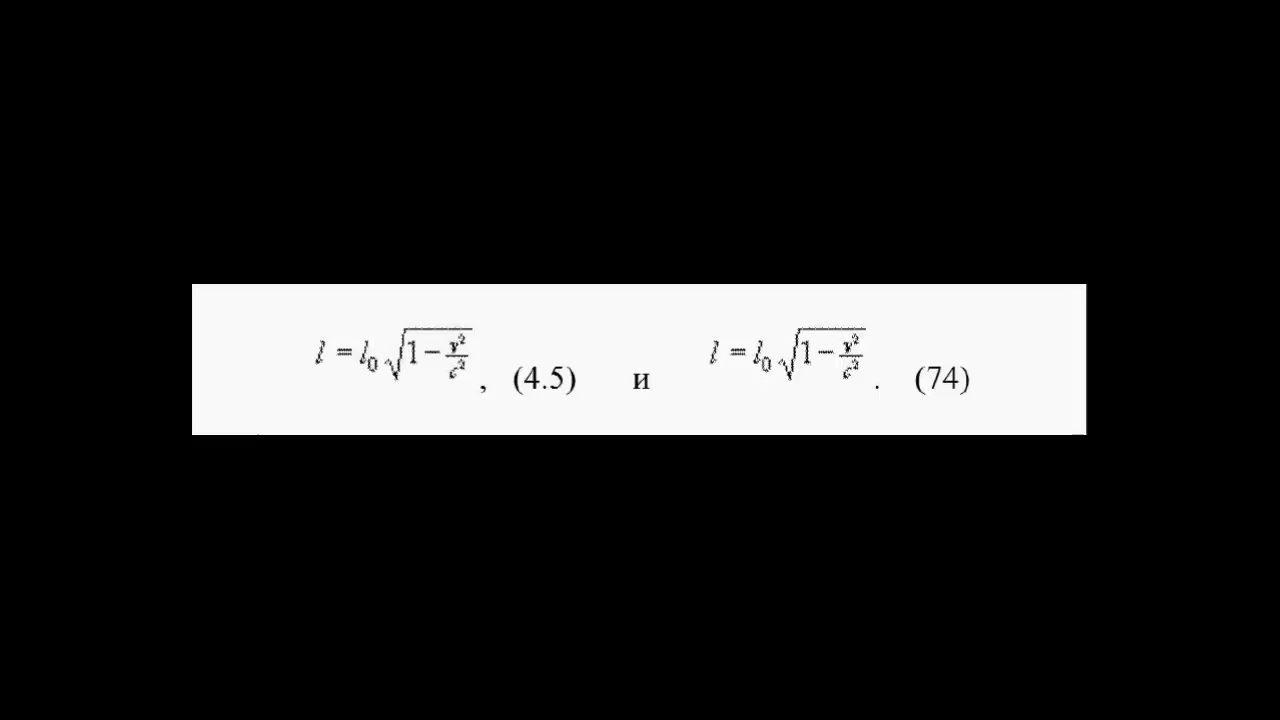 l = l₀√(1 − v²/c²) , (4.5) и l = l₀√(1 − v²/c²) . (74)